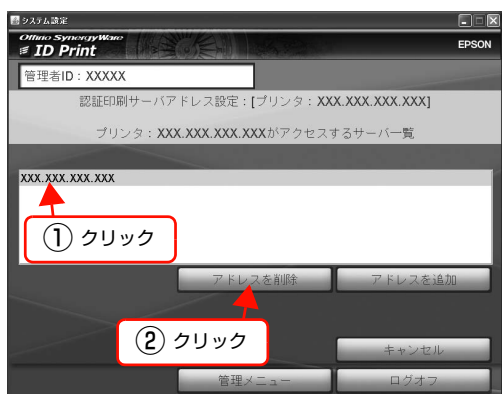 システム設定
Offirio SynergyWare
ID Print
EPSON
管理者ID：XXXXX
認証印刷サーバアドレス設定：[プリンタ：XXX.XXX.XXX.XXX]
プリンタ：XXX.XXX.XXX.XXXがアクセスするサーバ一覧
XXX.XXX.XXX.XXX
① クリック
アドレスを削除
アドレスを追加
② クリック
キャンセル
管理メニュー
ログオフ